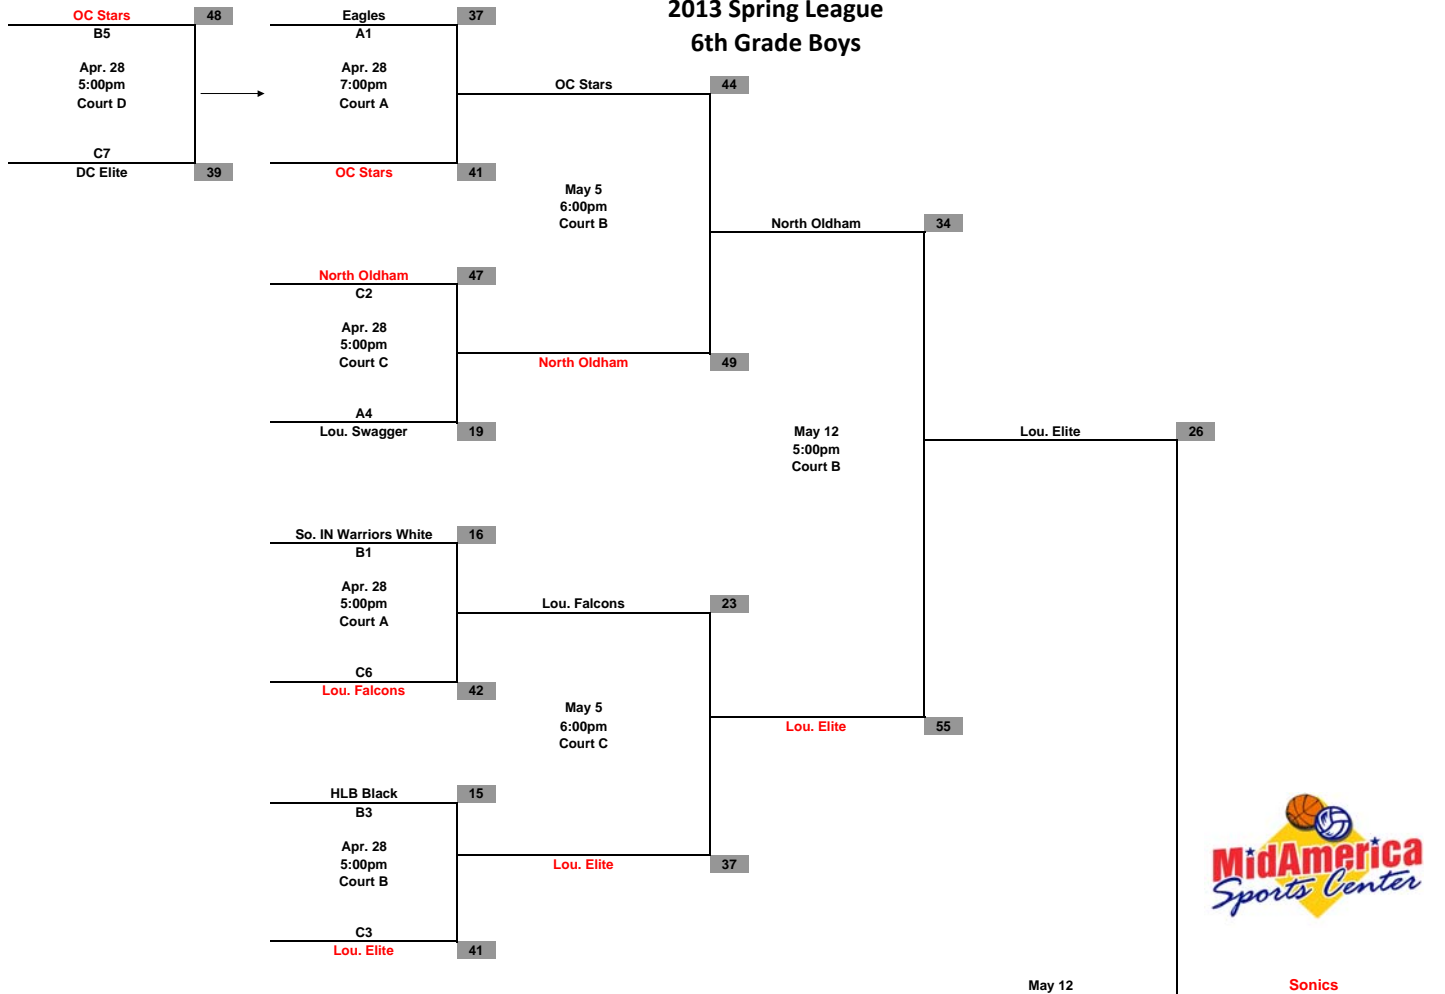 2013 Spring League
6th Grade Boys
OC Stars 48
B5
Apr. 28
5:00pm
Court D
C7
DC Elite 39
Eagles 37
A1
Apr. 28
7:00pm
Court A
OC Stars 41
OC Stars 44
May 5
6:00pm
Court B
North Oldham 49
North Oldham 47
C2
Apr. 28
5:00pm
Court C
A4
Lou. Swagger 19
North Oldham 34
May 12
5:00pm
Court B
Lou. Elite 55
Lou. Elite 26
So. IN Warriors White 16
B1
Apr. 28
5:00pm
Court A
C6
Lou. Falcons 42
Lou. Falcons 23
May 5
6:00pm
Court C
Lou. Elite 37
HLB Black 15
B3
Apr. 28
5:00pm
Court B
C3
Lou. Elite 41
MidAmerica
Sports Center
May 12
Sonics